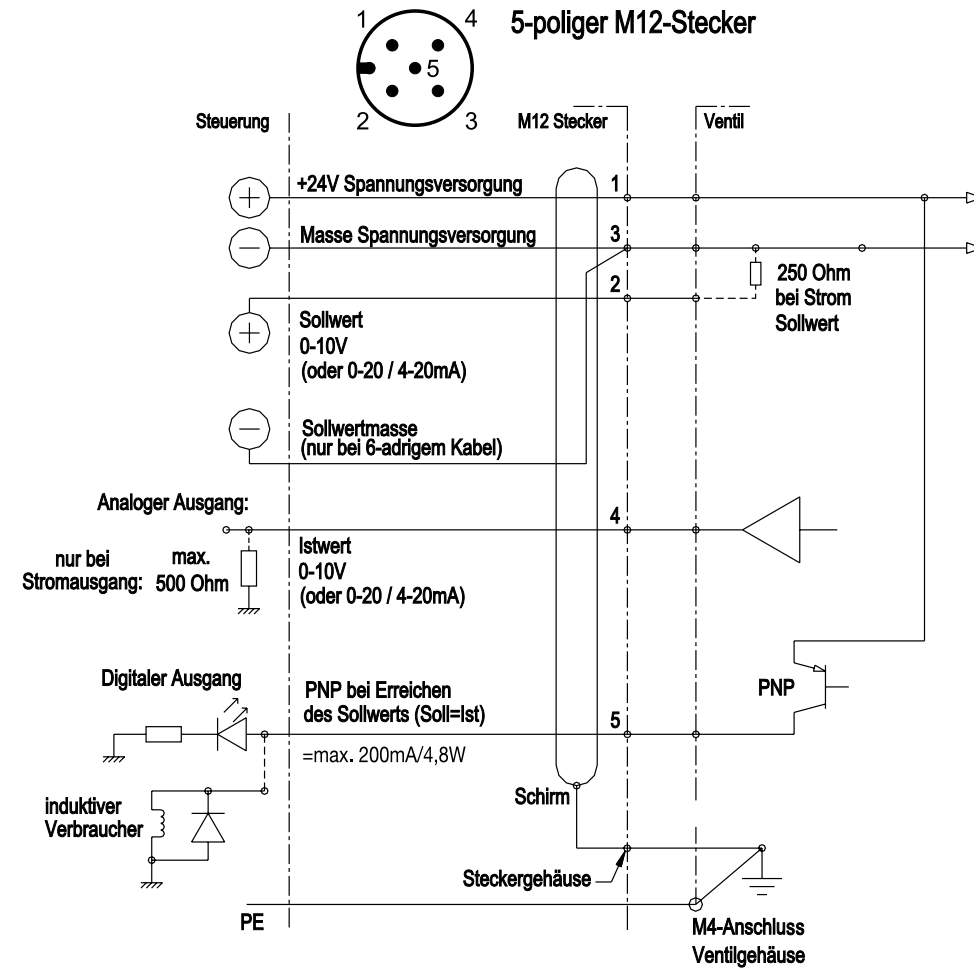 5-poliger M12-Stecker
1
4
5
2
3
Steuerung
M12 Stecker
Ventil
+24V Spannungsversorgung
1
Masse Spannungsversorgung
3
2
250 Ohm
bei Strom
Sollwert
Sollwert
0-10V
(oder 0-20 / 4-20mA)
Sollwertmasse
(nur bei 6-adrigem Kabel)
Analoger Ausgang:
4
nur bei
Stromausgang:
max.
500 Ohm
Istwert
0-10V
(oder 0-20 / 4-20mA)
Digitaler Ausgang
PNP bei Erreichen
des Sollwerts (Soll=Ist)
5
PNP
=max. 200mA/4,8W
induktiver
Verbraucher
Schirm
Steckergehäuse
PE
M4-Anschluss
Ventilgehäuse